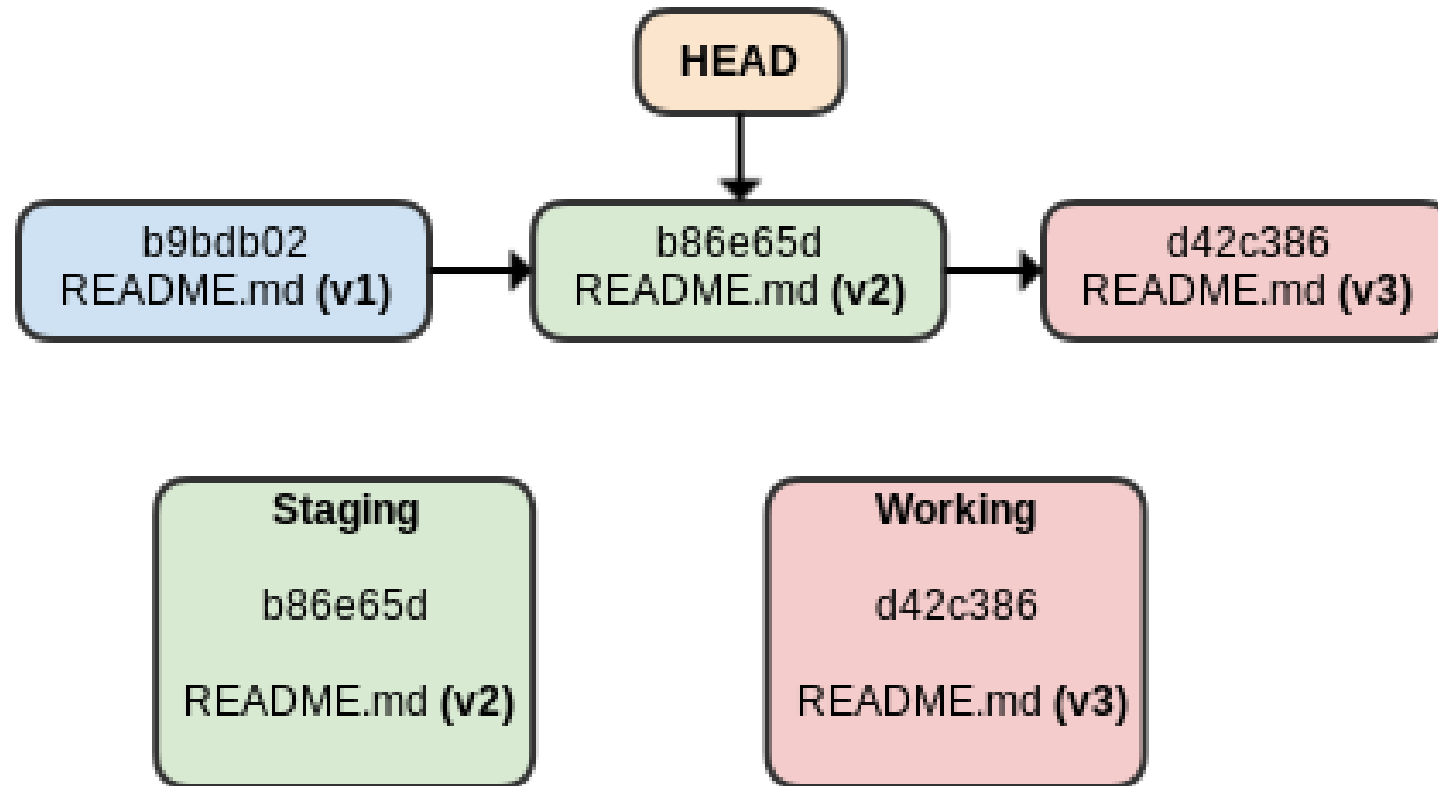 HEAD
b9bdb02
README.md (v1)
b86e65d
README.md (v2)
d42c386
README.md (v3)
Staging
b86e65d
README.md (v2)
Working
d42c386
README.md (v3)